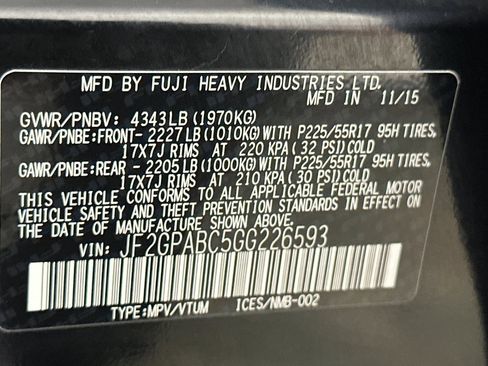 MFD BY FUJI HEAVY INDUSTRIES LTD.
MFD IN 11/15
GVWR/PNBV: 4343LB(1970KG)
GAWR/PNBE:FRONT- 2227LB(1010KG)WITH P225/55R17 95H TIRES,
17X7J RIMS AT 220 KPA( 32 PSI)COLD
GAWR/PNBE:REAR - 2205LB(1000KG)WITH P225/55R17 95H TIRES,
17X7J RIMS AT 210 KPA( 30 PSI)COLD
THIS VEHICLE CONFORMS TO ALL APPLICABLE FEDERAL MOTOR
VEHICLE SAFETY AND THEFT PREVENTION STANDARDS IN EFFECT
ON THE DATE OF MANUFACTURE SHOWN ABOVE.
VIN: JF2GPABC5GG226593
TYPE:MPV/VTUM ICES/NMB-002